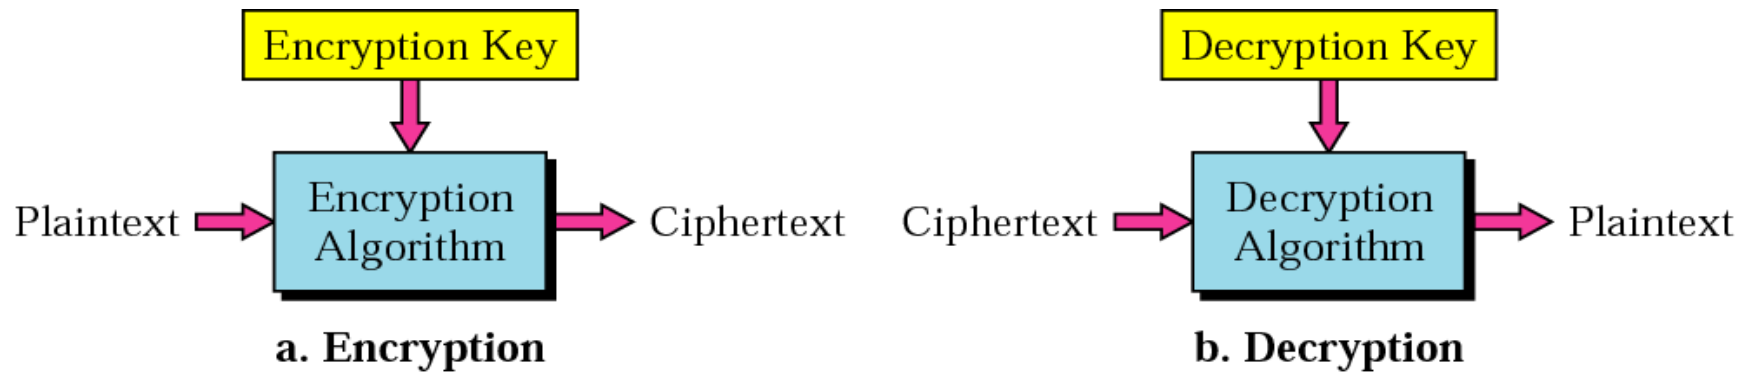 Encryption Key
Plaintext
Encryption
Algorithm
Ciphertext
a. Encryption
Decryption Key
Ciphertext
Decryption
Algorithm
Plaintext
b. Decryption